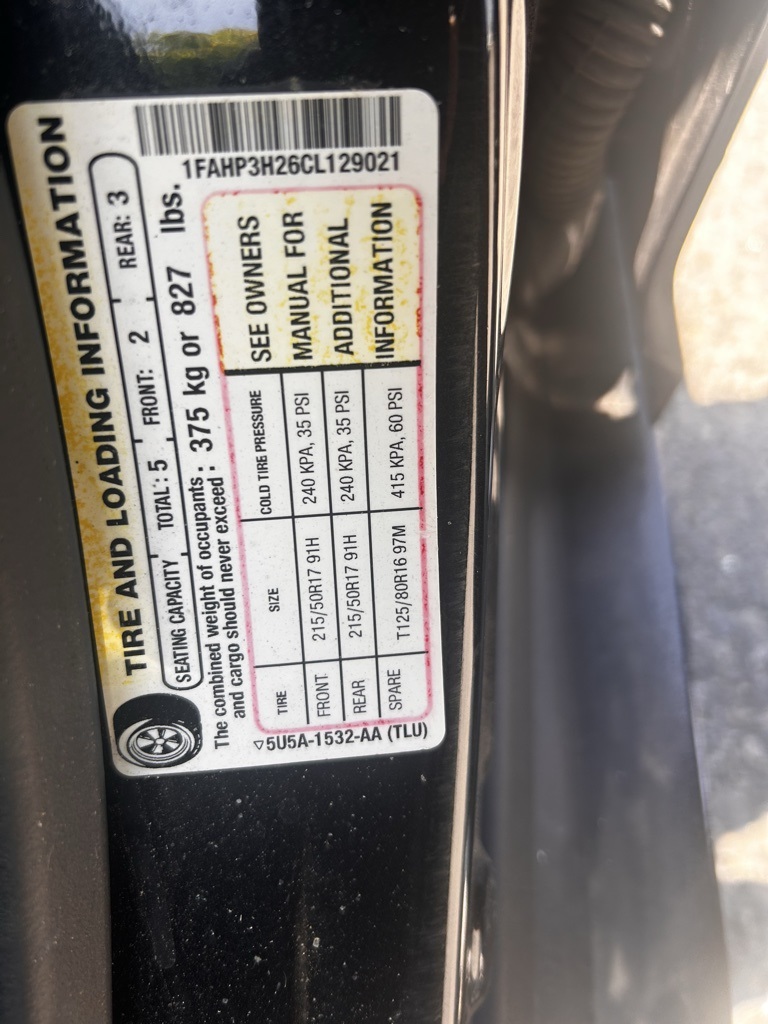 TIRE AND LOADING INFORMATION
SEATING CAPACITY TOTAL: 5 FRONT: 2 REAR: 3
The combined weight of occupants : 375 kg or 827 lbs.
and cargo should never exceed :
1FAHP3H26CL129021
TIRE SIZE COLD TIRE PRESSURE
FRONT 215/50R17 91H 240 KPA, 35 PSI
REAR 215/50R17 91H 240 KPA, 35 PSI
SPARE T125/80R16 97M 415 KPA, 60 PSI
SEE OWNERS
MANUAL FOR
ADDITIONAL
INFORMATION
5U5A-1532-AA (TLU)